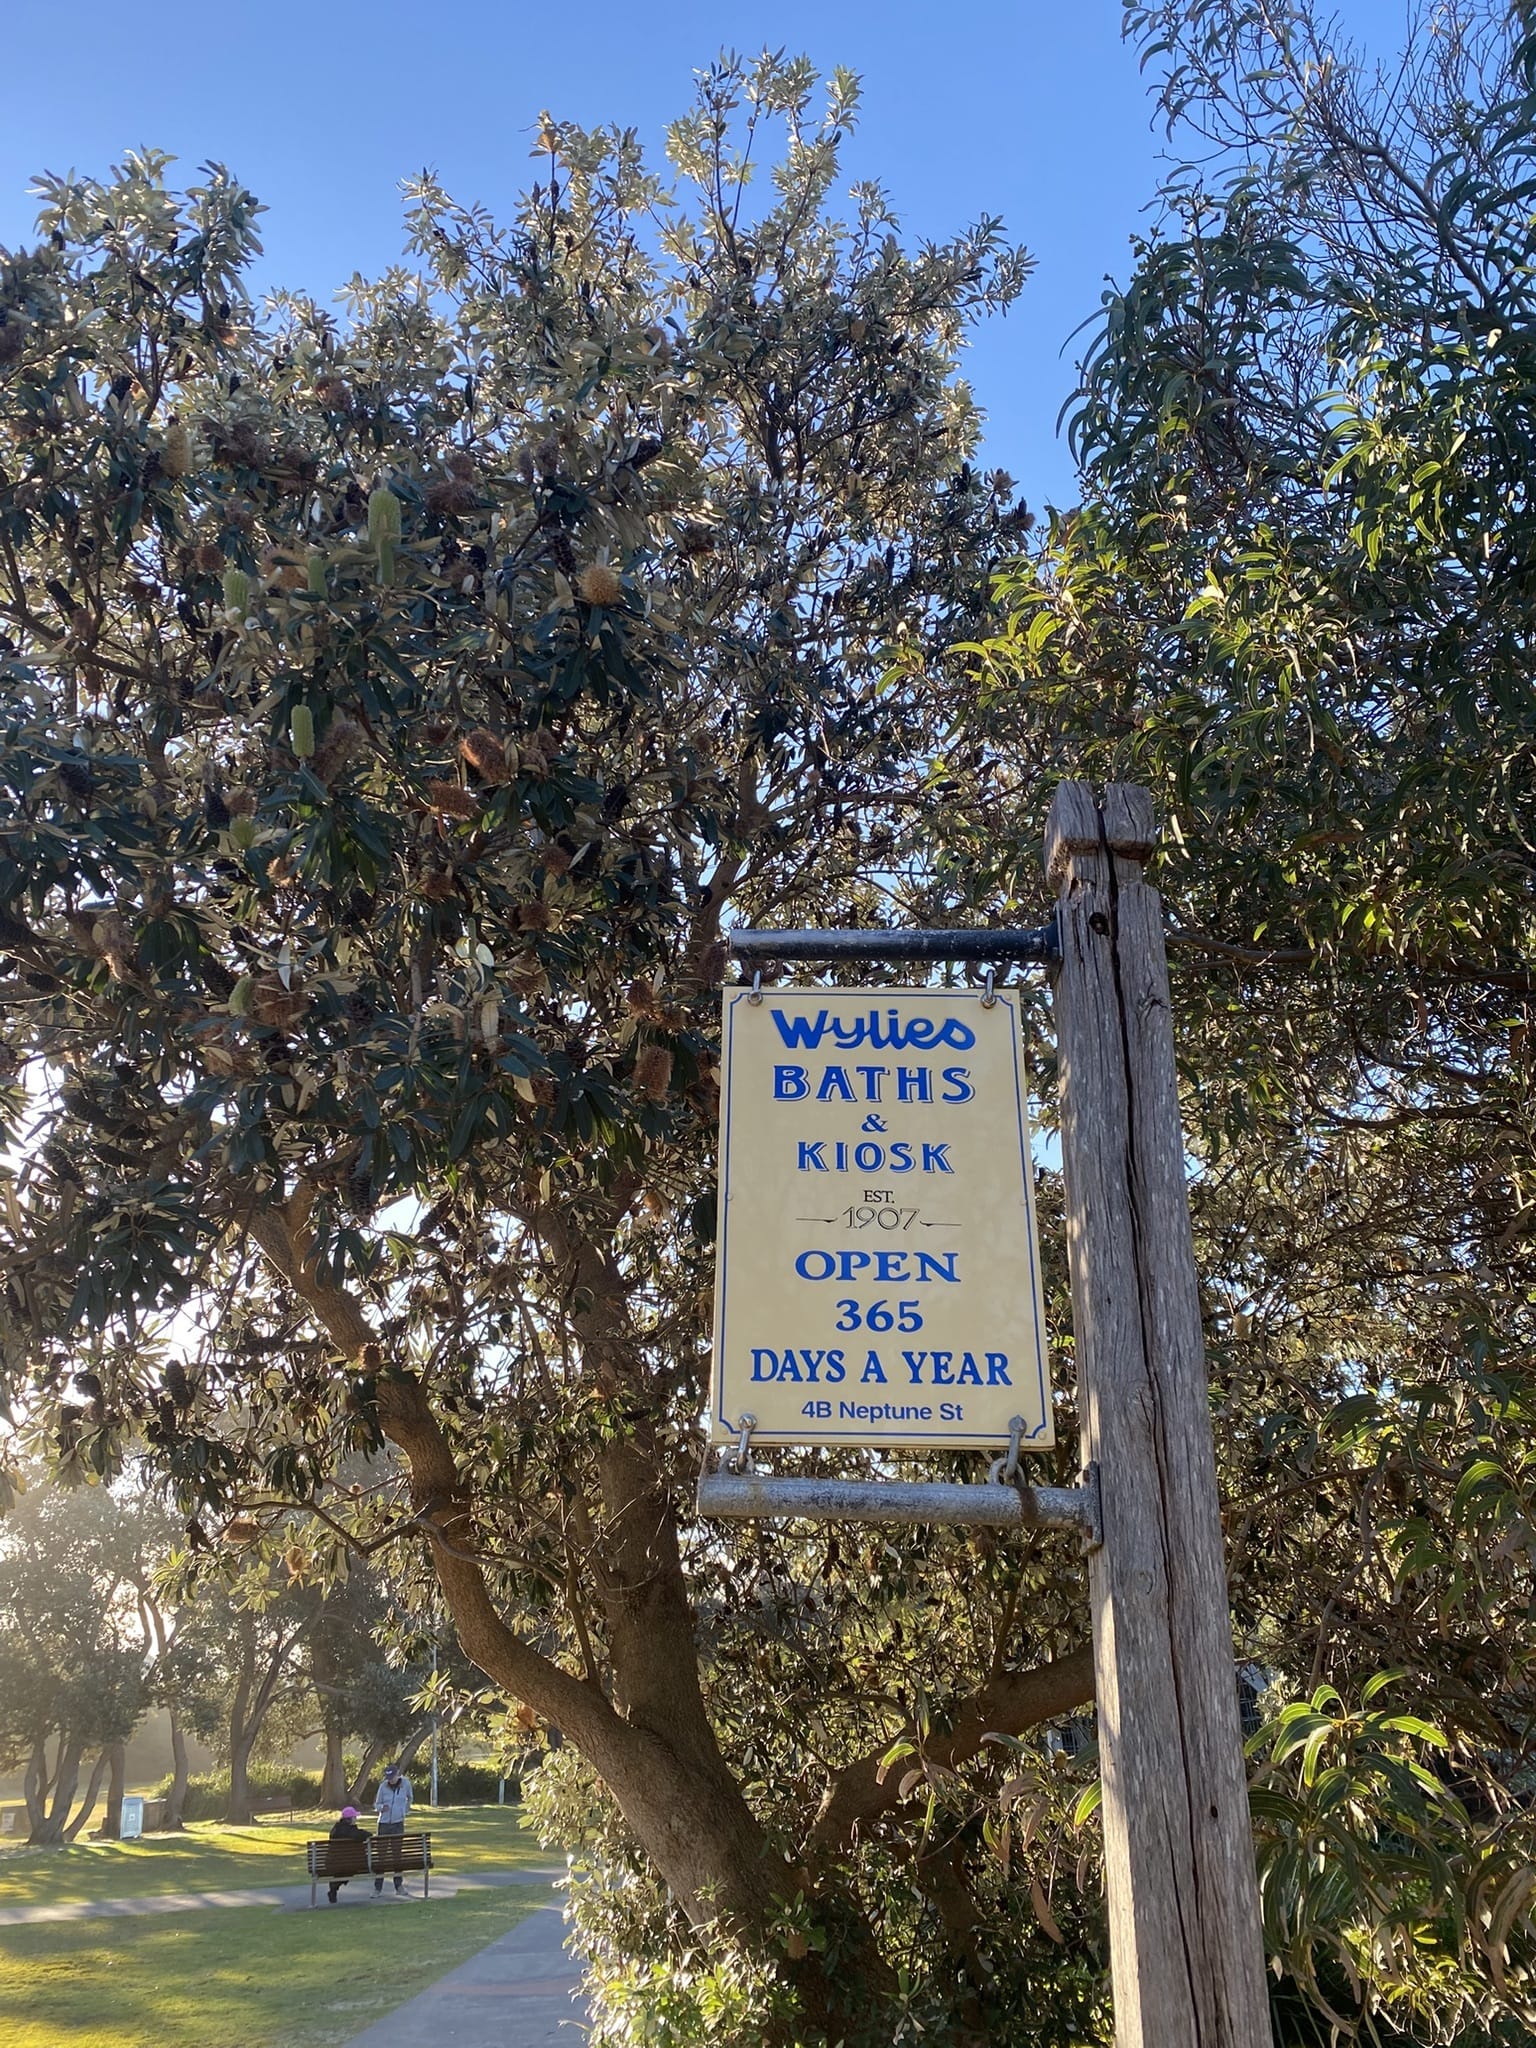 Wylies
BATHS
&
KIOSK
EST.
1907
OPEN
365
DAYS A YEAR
4B Neptune St